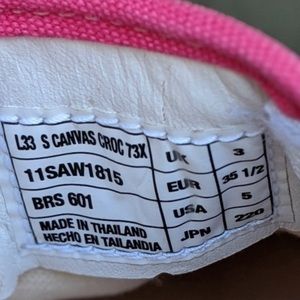 L33 S CANVAS CROC 73X
11SAW1815
BRS 601
MADE IN THAILAND
HECHO EN TAILANDIA
UK 3
EUR 35 1/2
USA 5
JPN 220